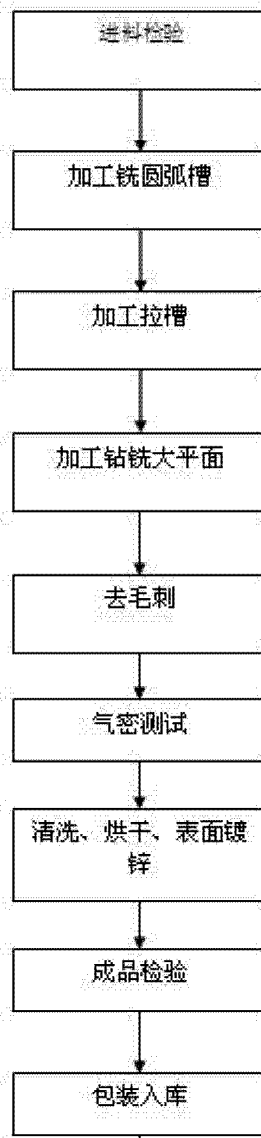 进料检验
加工铣圆弧槽
加工拉槽
加工钻铣大平面
去毛刺
气密测试
清洗、烘干、表面镀
锌
成品检验
包装入库